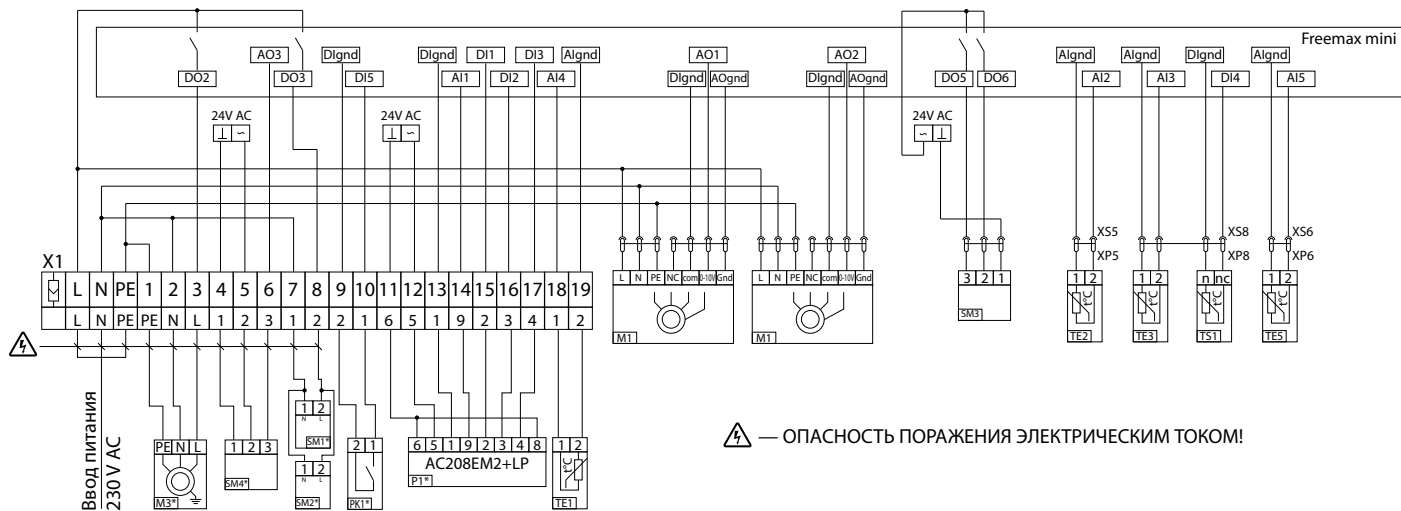 Freemax mini
AO3 DIgnd DIgnd DI1 DI3 AIgnd AO1 AO2 AIgnd AIgnd DIgnd AIgnd
DIgnd AOgnd DIgnd AOgnd
DO2 DO3 DI5 AI1 DI2 AI4 DO5 DO6 AI2 AI3 DI4 AI5
24V AC 24V AC 24V AC
⊥ ~ ⊥ ~ ~ ⊥
XS5 XS8 XS6
XP5 XP8 XP6
X1
L N PE 1 2 3 4 5 6 7 8 9 10 11 12 13 14 15 16 17 18 19
L N PE PE N L 1 2 3 1 2 2 1 6 5 1 9 2 3 4 1 2
L N PE NC com 0-10V Gnd
M1
L N PE NC com 0-10V Gnd
M1
3 2 1
SM3
1 2
t°C
TE2
1 2
t°C
TE3
n nc
t°C
TS1
1 2
t°C
TE5
Ввод питания
230 V AC
PE N L
M3*
1 2 3
SM4*
1 2
N L
SM1*
1 2
N L
SM2*
2 1
PK1*
6 5 1 9 2 3 4 8
AC208EM2+LP
P1*
1 2
t°C
TE1
— ОПАСНОСТЬ ПОРАЖЕНИЯ ЭЛЕКТРИЧЕСКИМ ТОКОМ!